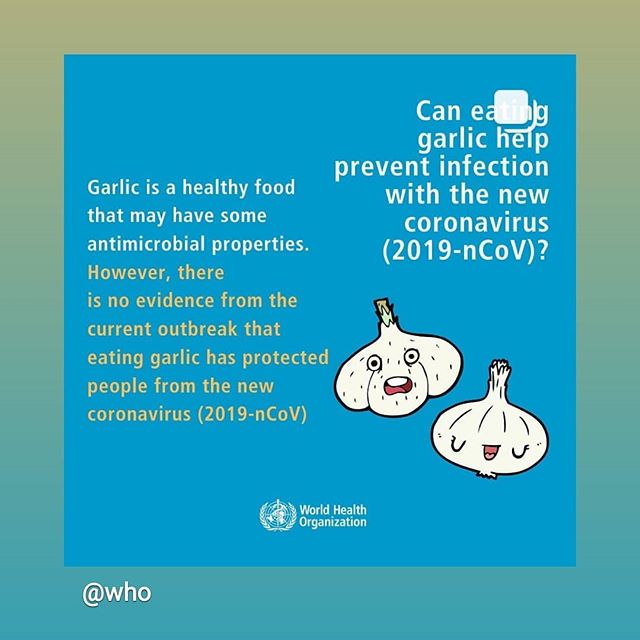 Can eating
garlic help
prevent infection
with the new
coronavirus
(2019-nCoV)?
Garlic is a healthy food
that may have some
antimicrobial properties.
However, there
is no evidence from the
current outbreak that
eating garlic has protected
people from the new
coronavirus (2019-nCoV)
World Health
Organization
@who